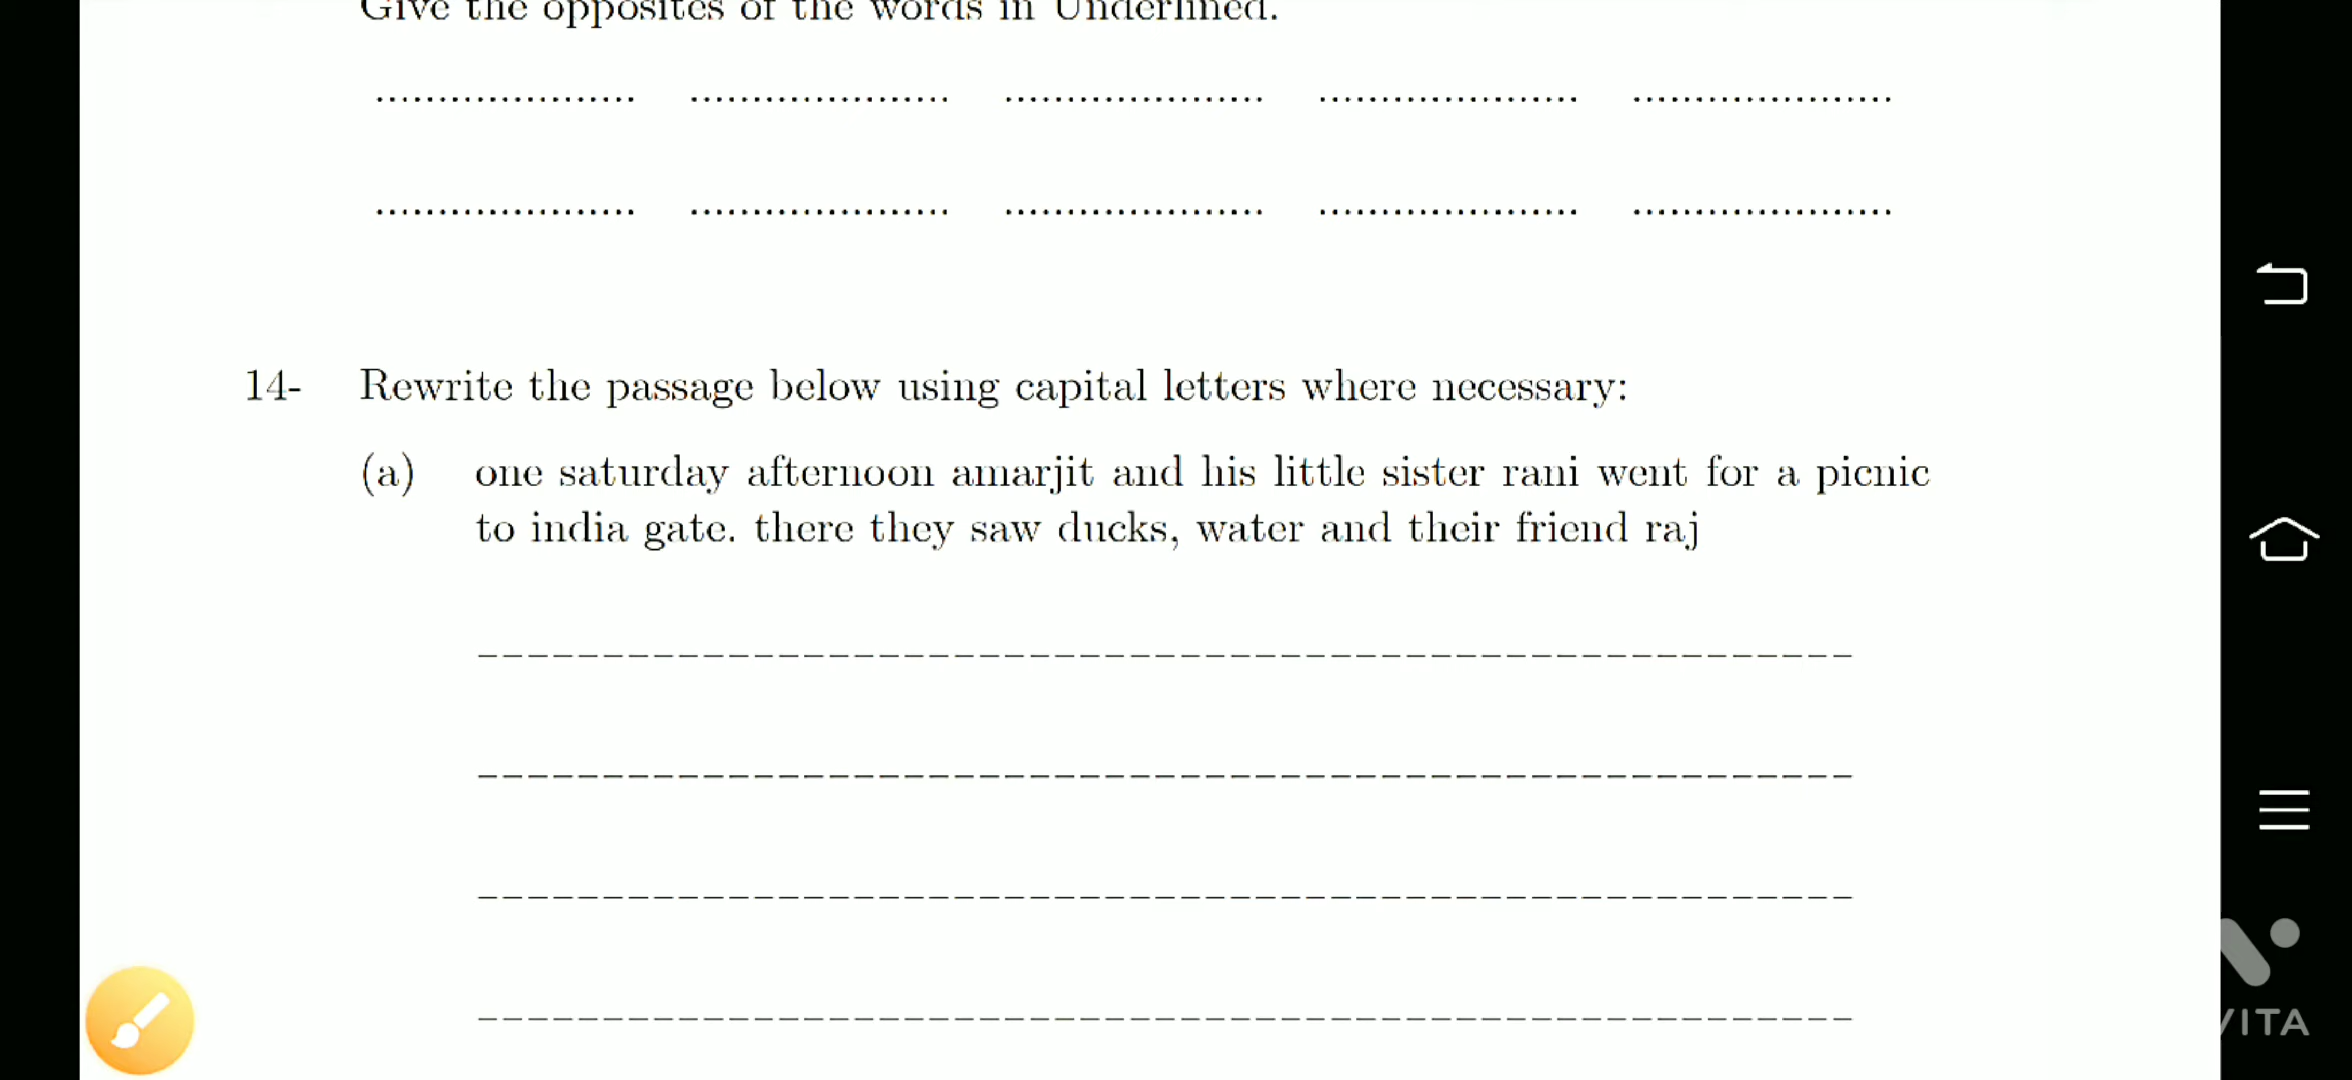 Give the opposites of the words in Underlined.
..................... ..................... ..................... ..................... .....................
..................... ..................... ..................... ..................... .....................
14- Rewrite the passage below using capital letters where necessary:
(a) one saturday afternoon amarjit and his little sister rani went for a picnic
to india gate. there they saw ducks, water and their friend raj
VITA